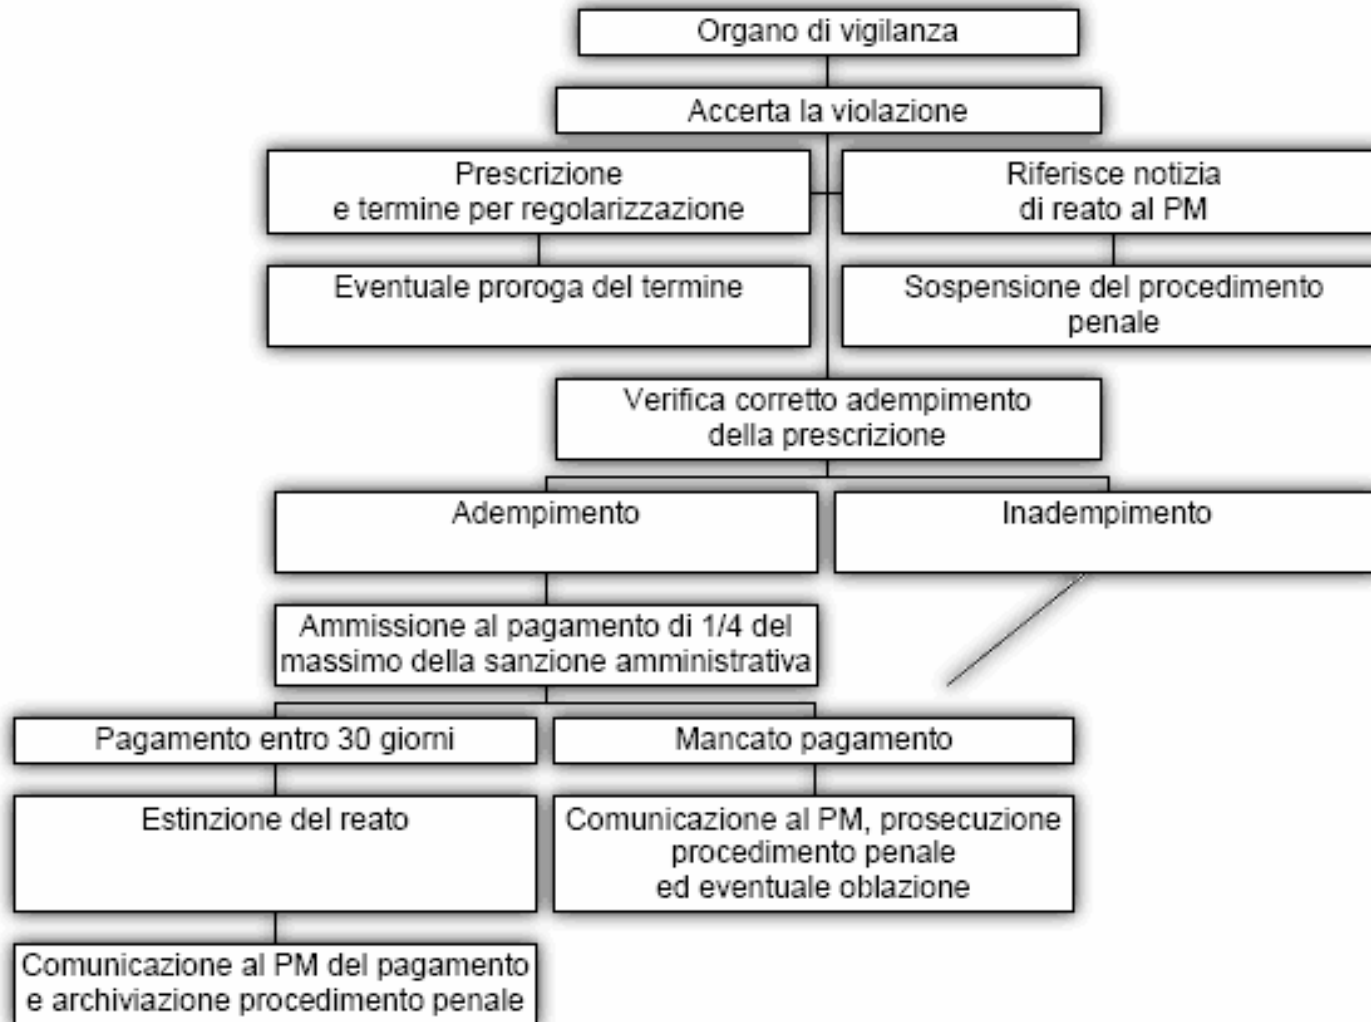 Organo di vigilanza
Accerta la violazione
Prescrizione
e termine per regolarizzazione
Riferisce notizia
di reato al PM
Eventuale proroga del termine
Sospensione del procedimento
penale
Verifica corretto adempimento
della prescrizione
Adempimento
Inadempimento
Ammissione al pagamento di 1/4 del
massimo della sanzione amministrativa
Pagamento entro 30 giorni
Mancato pagamento
Estinzione del reato
Comunicazione al PM, prosecuzione
procedimento penale
ed eventuale oblazione
Comunicazione al PM del pagamento
e archiviazione procedimento penale